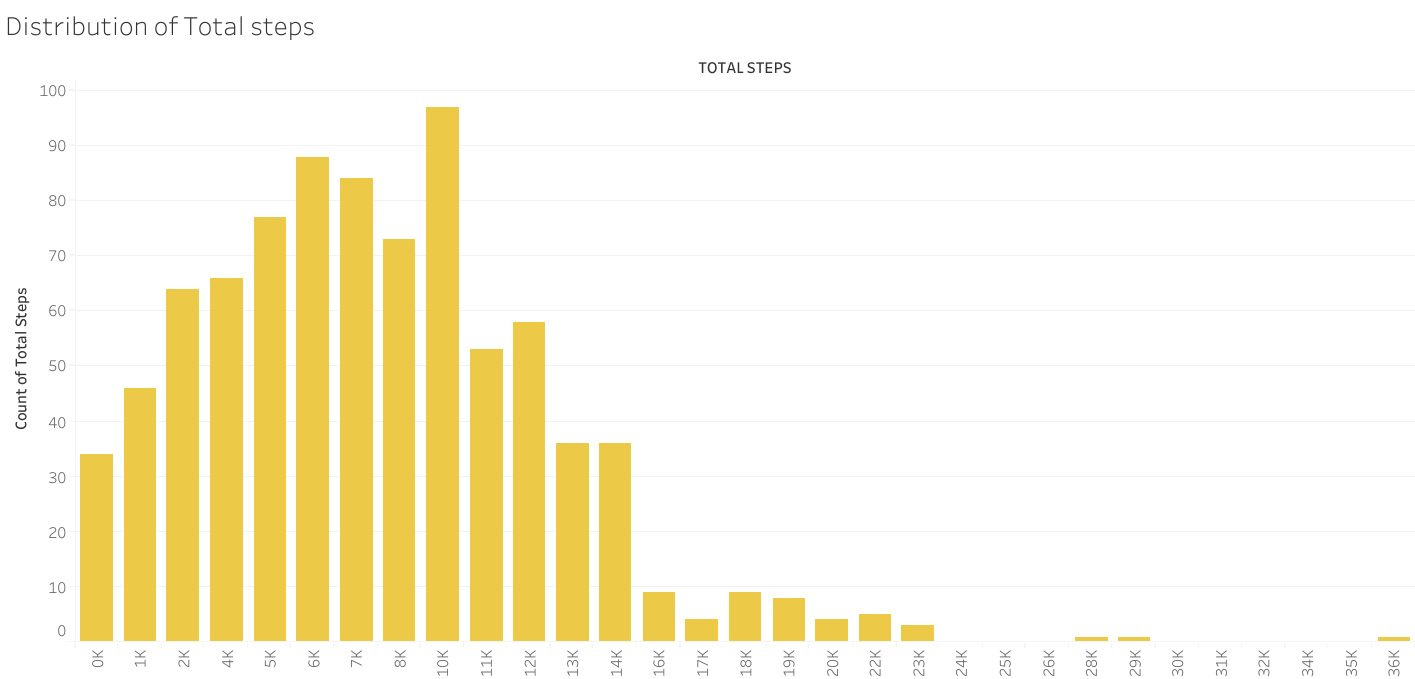 Distribution of Total steps
TOTAL STEPS
100
90
80
70
60
50
40
30
20
10
0
Count of Total Steps
0K
1K
2K
4K
5K
6K
7K
8K
10K
11K
12K
13K
14K
16K
17K
18K
19K
20K
22K
23K
24K
25K
26K
28K
29K
30K
31K
32K
34K
35K
36K